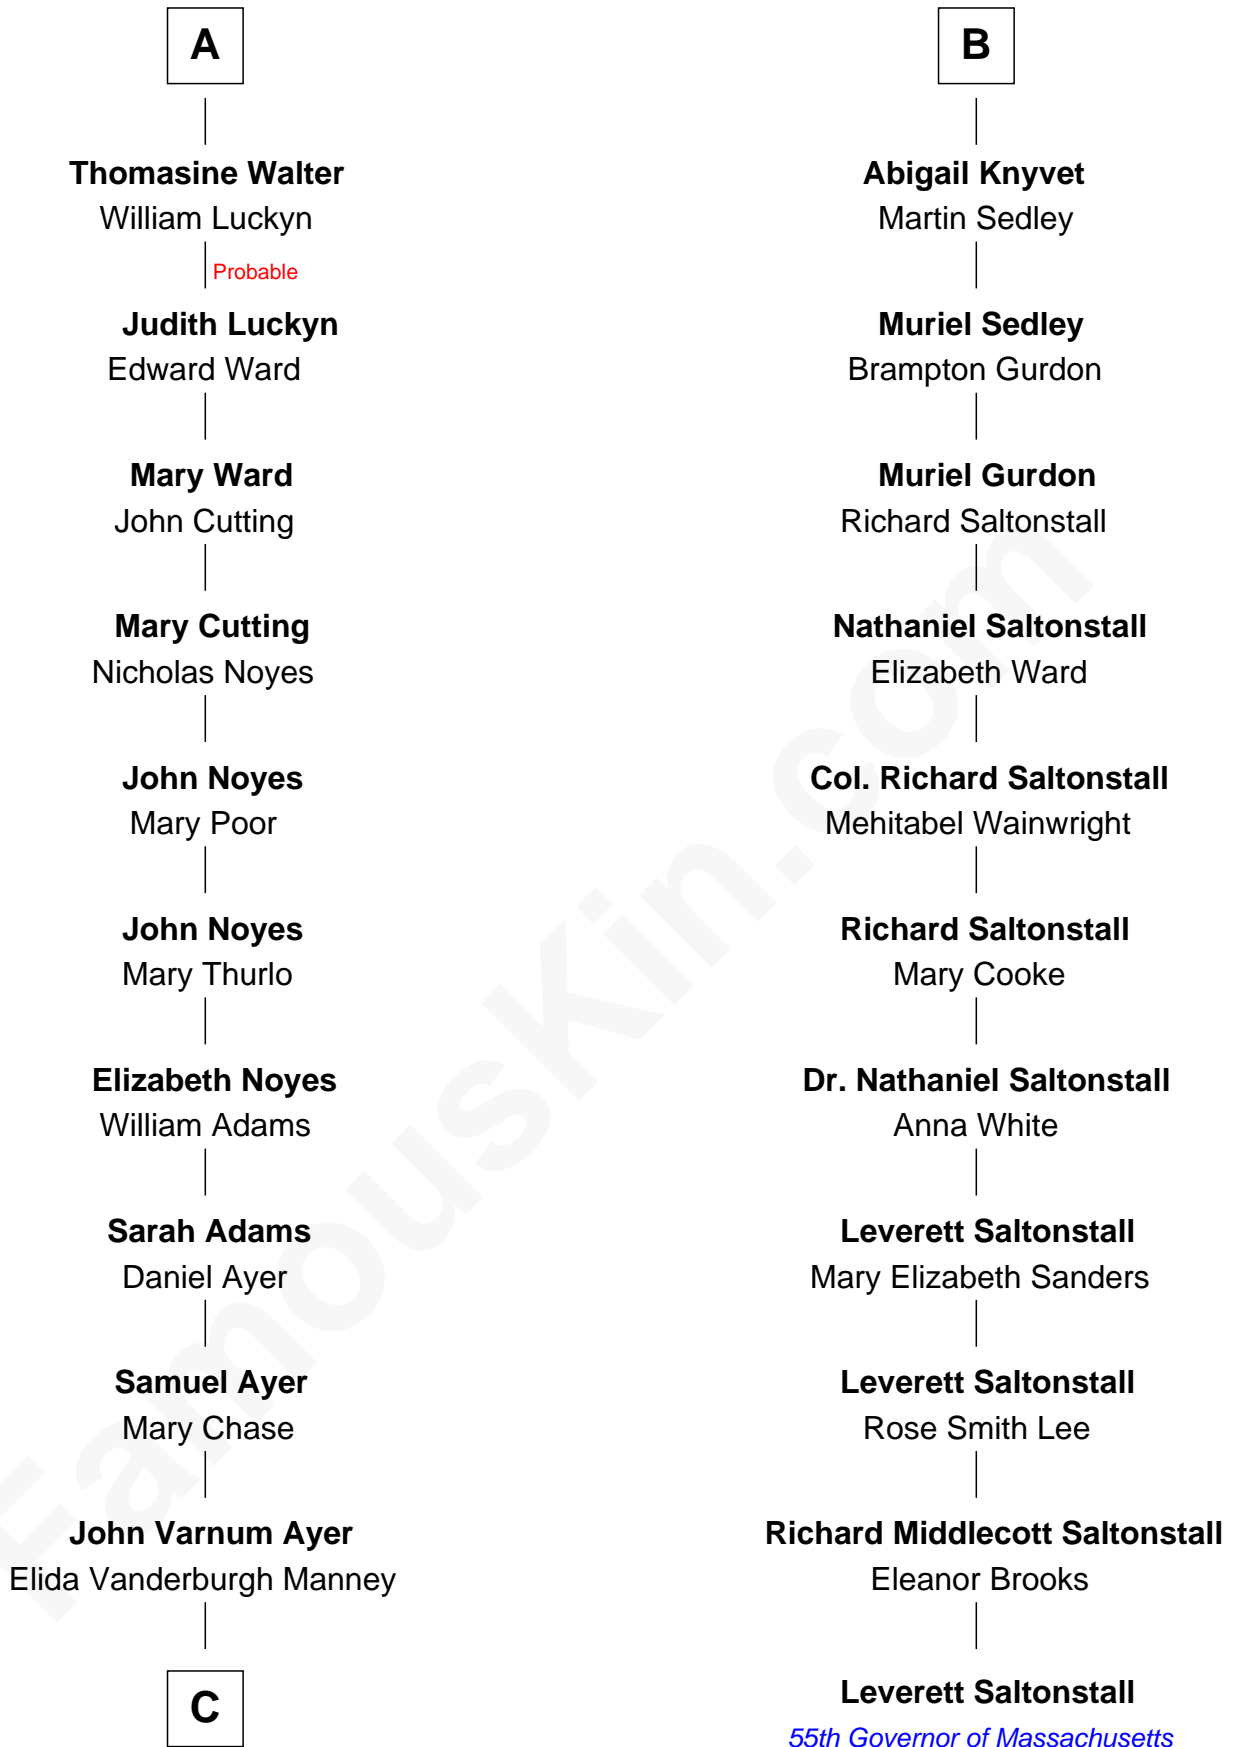 A
Thomasine Walter
William Luckyn
Probable
Judith Luckyn
Edward Ward
Mary Ward
John Cutting
Mary Cutting
Nicholas Noyes
John Noyes
Mary Poor
John Noyes
Mary Thurlo
Elizabeth Noyes
William Adams
Sarah Adams
Daniel Ayer
Samuel Ayer
Mary Chase
John Varnum Ayer
Elida Vanderburgh Manney
C
B
Abigail Knyvet
Martin Sedley
Muriel Sedley
Brampton Gurdon
Muriel Gurdon
Richard Saltonstall
Nathaniel Saltonstall
Elizabeth Ward
Col. Richard Saltonstall
Mehitabel Wainwright
Richard Saltonstall
Mary Cooke
Dr. Nathaniel Saltonstall
Anna White
Leverett Saltonstall
Mary Elizabeth Sanders
Leverett Saltonstall
Rose Smith Lee
Richard Middlecott Saltonstall
Eleanor Brooks
Leverett Saltonstall
55th Governor of Massachusetts
FamousKin.com